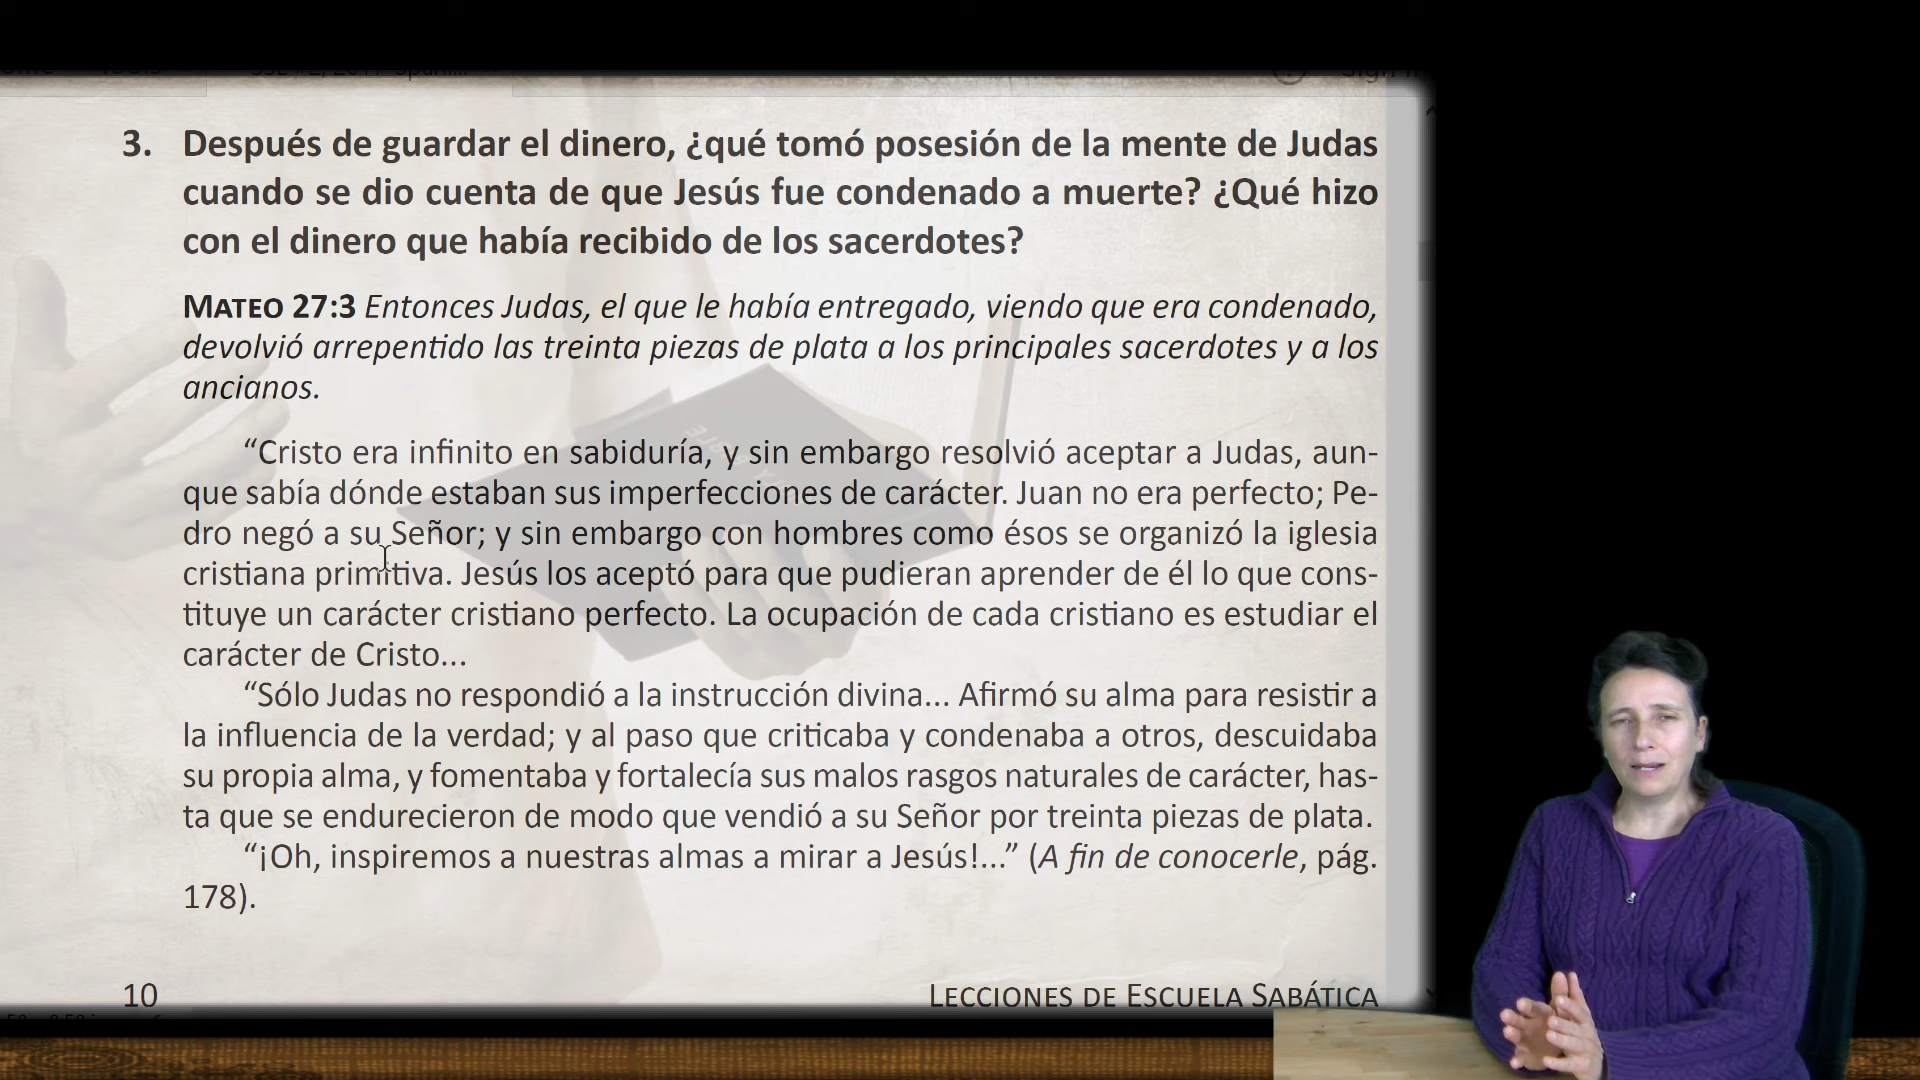 3. Después de guardar el dinero, ¿qué tomó posesión de la mente de Judas
cuando se dio cuenta de que Jesús fue condenado a muerte? ¿Qué hizo
con el dinero que había recibido de los sacerdotes?
MATEO 27:3 Entonces Judas, el que le había entregado, viendo que era condenado,
devolvió arrepentido las treinta piezas de plata a los principales sacerdotes y a los
ancianos.
“Cristo era infinito en sabiduría, y sin embargo resolvió aceptar a Judas, aun-
que sabía dónde estaban sus imperfecciones de carácter. Juan no era perfecto; Pe-
dro negó a su Señor; y sin embargo con hombres como ésos se organizó la iglesia
cristiana primitiva. Jesús los aceptó para que pudieran aprender de él lo que cons-
tituye un carácter cristiano perfecto. La ocupación de cada cristiano es estudiar el
carácter de Cristo...
“Sólo Judas no respondió a la instrucción divina... Afirmó su alma para resistir a
la influencia de la verdad; y al paso que criticaba y condenaba a otros, descuidaba
su propia alma, y fomentaba y fortalecía sus malos rasgos naturales de carácter, has-
ta que se endurecieron de modo que vendió a su Señor por treinta piezas de plata.
“¡Oh, inspiremos a nuestras almas a mirar a Jesús!...” (A fin de conocerle, pág.
178).
10 LECCIONES DE ESCUELA SABÁTICA